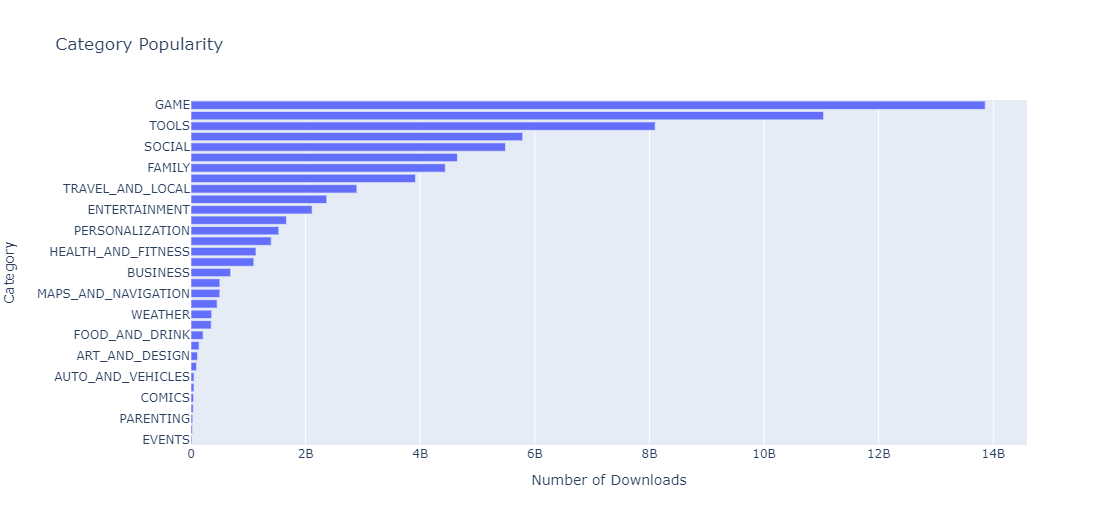 Category Popularity
GAME
TOOLS
SOCIAL
FAMILY
TRAVEL_AND_LOCAL
ENTERTAINMENT
PERSONALIZATION
HEALTH_AND_FITNESS
BUSINESS
MAPS_AND_NAVIGATION
WEATHER
FOOD_AND_DRINK
ART_AND_DESIGN
AUTO_AND_VEHICLES
COMICS
PARENTING
EVENTS
Category
0 2B 4B 6B 8B 10B 12B 14B
Number of Downloads